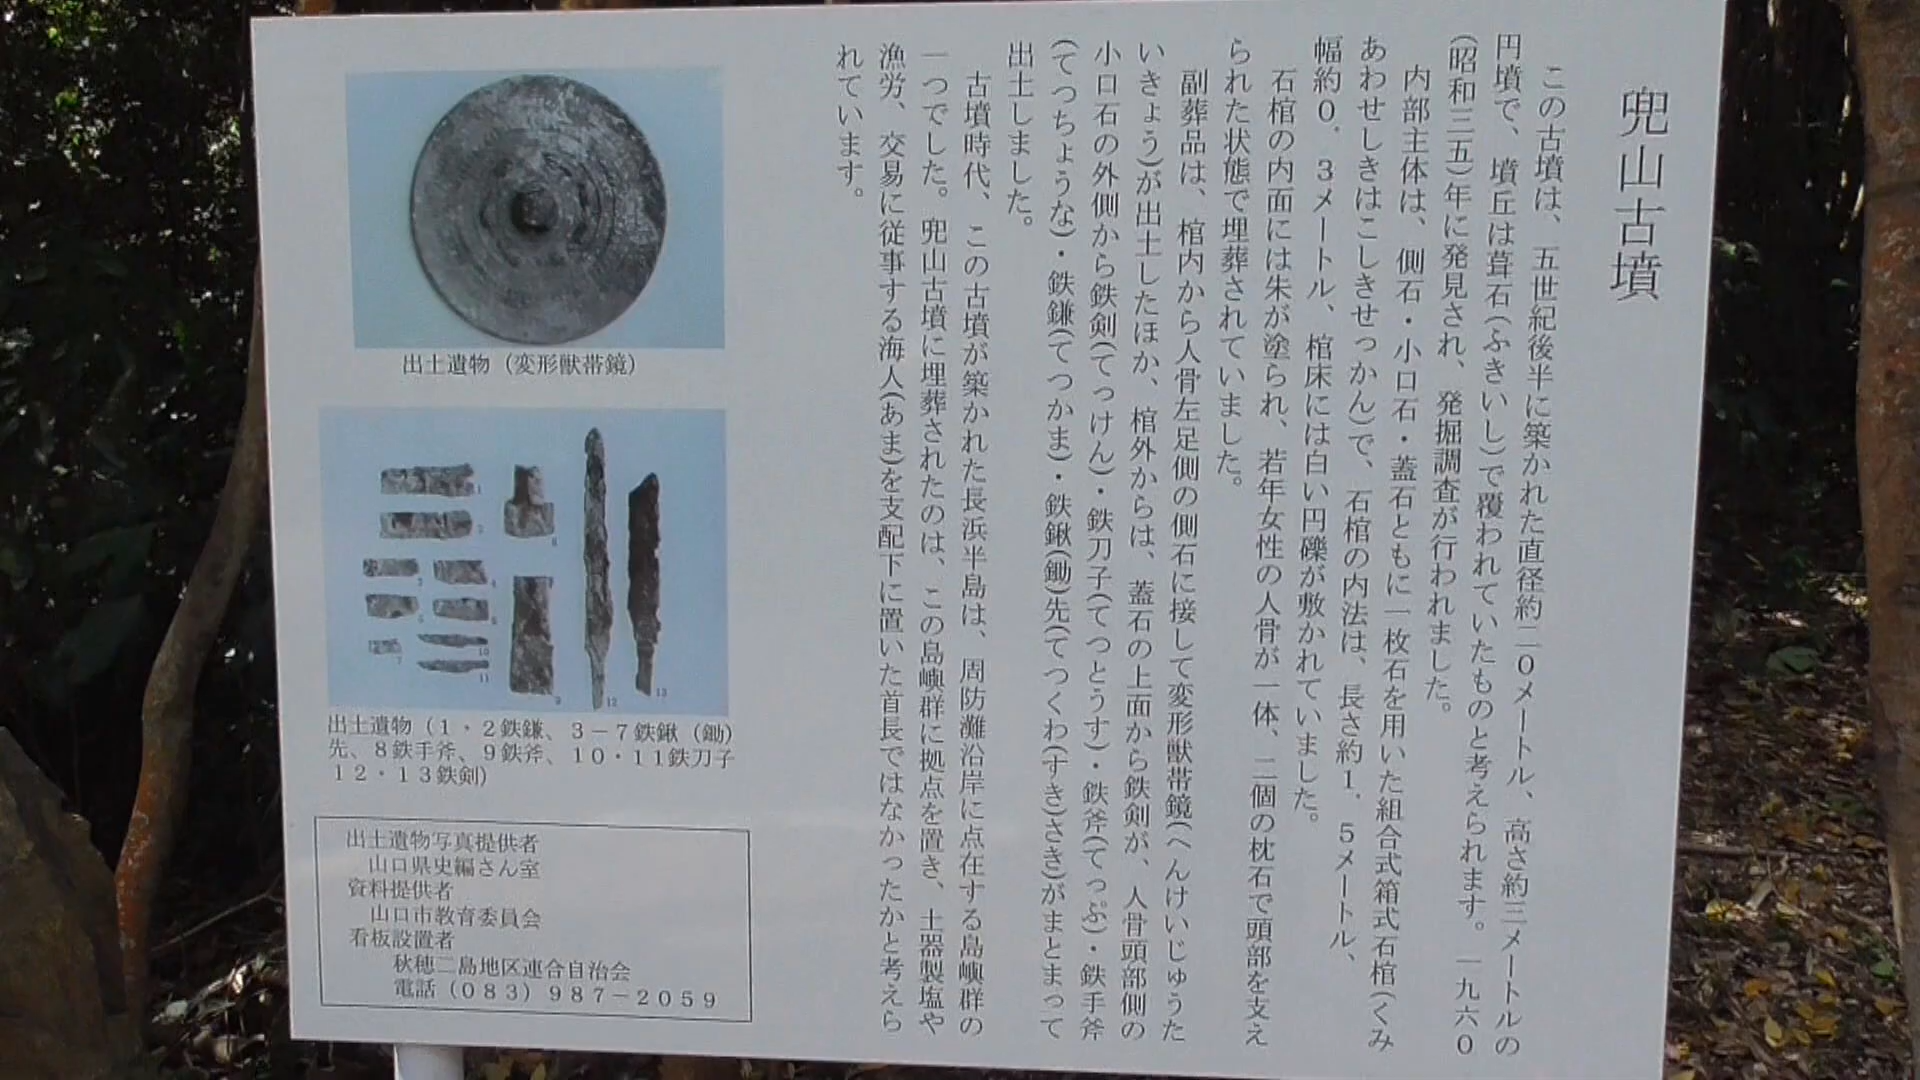 兜山古墳
この古墳は、五世紀後半に築かれた直径約二〇メートル、高さ約三メートルの
円墳で、墳丘は葺石(ふきいし)で覆われていたものと考えられます。一九六〇
(昭和三五)年に発見され、発掘調査が行われました。
内部主体は、側石・小口石・蓋石ともに一枚石を用いた組合式箱式石棺(くみ
あわせしきはこしきせっかん)で、石棺の内法は、長さ約1．5メートル、
幅約0．3メートル、棺床には白い円礫が敷かれていました。
石棺の内面には朱が塗られ、若年女性の人骨が一体、二個の枕石で頭部を支え
られた状態で埋葬されていました。
副葬品は、棺内から人骨左足側の側石に接して変形獣帯鏡(へんけいじゅうた
いきょう)が出土したほか、棺外からは、蓋石の上面から鉄剣が、人骨頭部側の
小口石の外側から鉄剣(てっけん)・鉄刀子(てつとうす)・鉄斧(てっぷ)・鉄手斧
(てっちょうな)・鉄鎌(てつかま)・鉄鍬(鋤)先(てつくわ(すき)さき)がまとまって
出土しました。
古墳時代、この古墳が築かれた長浜半島は、周防灘沿岸に点在する島嶼群の
一つでした。兜山古墳に埋葬されたのは、この島嶼群に拠点を置き、土器製塩や
漁労、交易に従事する海人(あま)を支配下に置いた首長ではなかったかと考えら
れています。
出土遺物（変形獣帯鏡）
1
2
3
4
5
6
7
8
9
10
11
12
13
出土遺物（１・２鉄鎌、３－７鉄鍬（鋤）
先、８鉄手斧、９鉄斧、１０・１１鉄刀子
１２・１３鉄剣）
出土遺物写真提供者
山口県史編さん室
資料提供者
山口市教育委員会
看板設置者
秋穂二島地区連合自治会
電話（０８３）９８７－２０５９